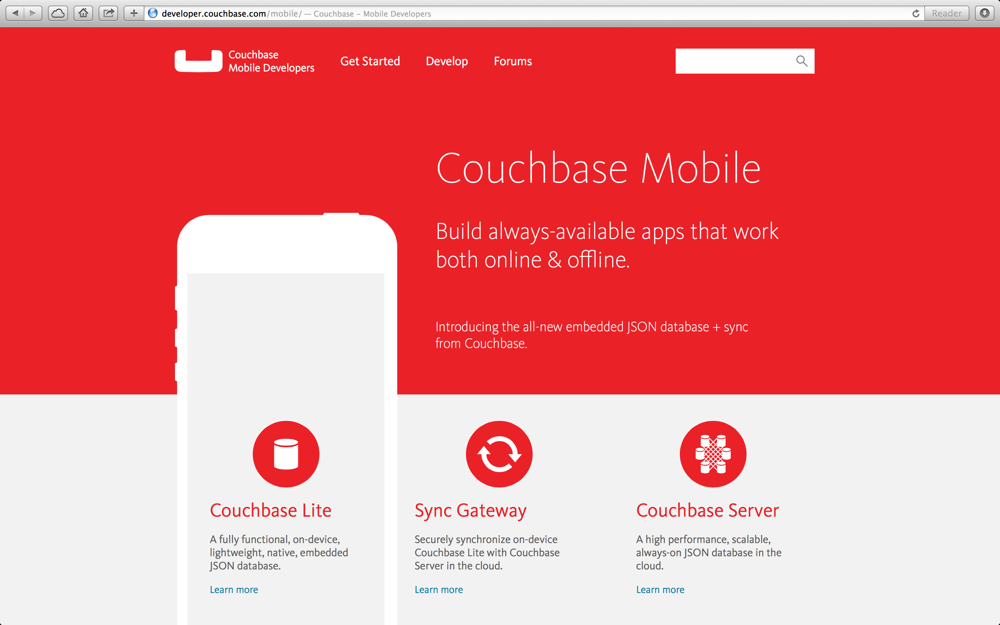 developer.couchbase.com/mobile/ — Couchbase – Mobile Developers
Reader
Couchbase
Mobile Developers
Get Started
Develop
Forums
Couchbase Mobile
Build always-available apps that work
both online & offline.
Introducing the all-new embedded JSON database + sync
from Couchbase.
Couchbase Lite
A fully functional, on-device,
lightweight, native, embedded
JSON database.
Learn more
Sync Gateway
Securely synchronize on-device
Couchbase Lite with Couchbase
Server in the cloud.
Learn more
Couchbase Server
A high performance, scalable,
always-on JSON database in the
cloud.
Learn more